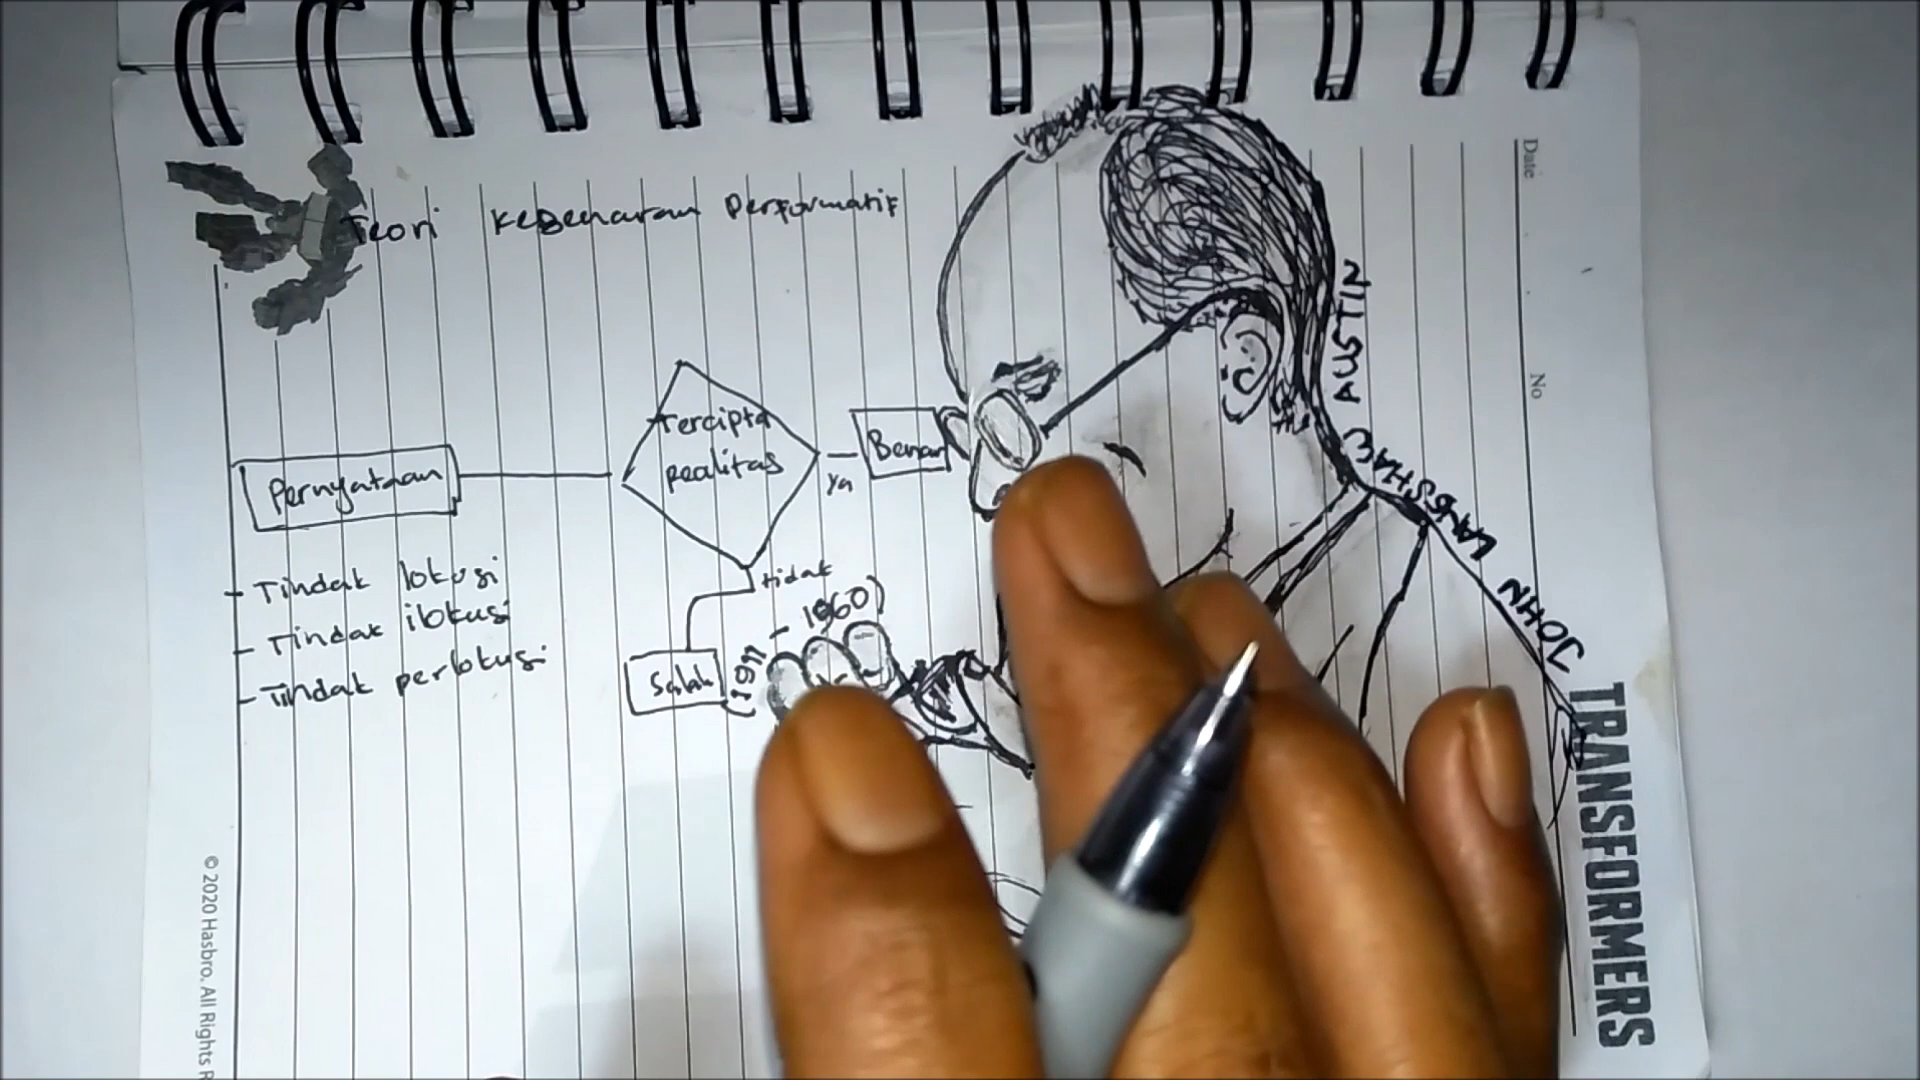 Teori Kebenaran Performatif
Pernyataan
Tercipta
realitas
ya
Benar
tidak
Salah
- Tindak lokusi
- Tindak ilokusi
- Tindak perlokusi
(1911 - 1960)
JOHN LANGSHAW AUSTIN
Date
No
TRANSFORMERS
© 2020 Hasbro. All Rights R